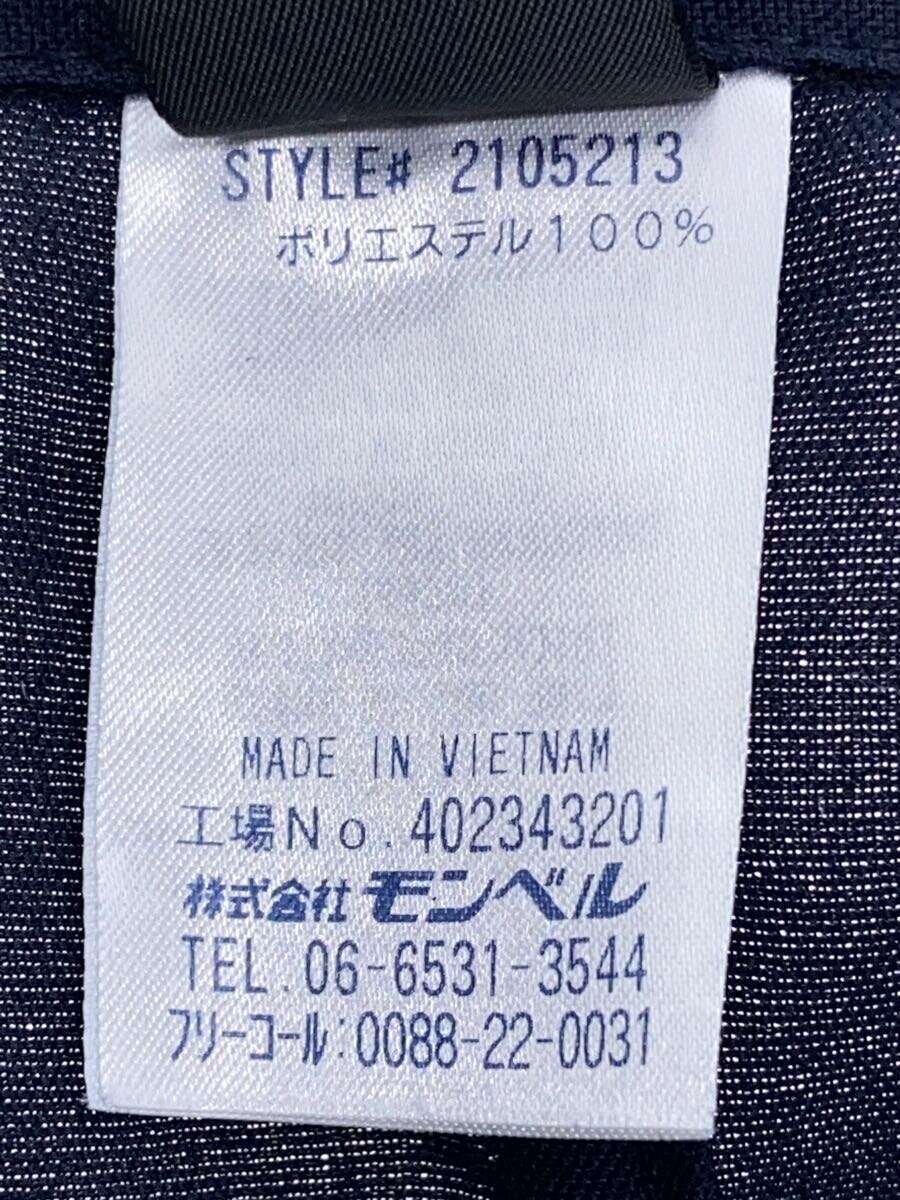 STYLE# 2105213
ポリエステル100%
MADE IN VIETNAM
工場No.402343201
株式会社モンベル
TEL.06-6531-3544
フリーコール:0088-22-0031